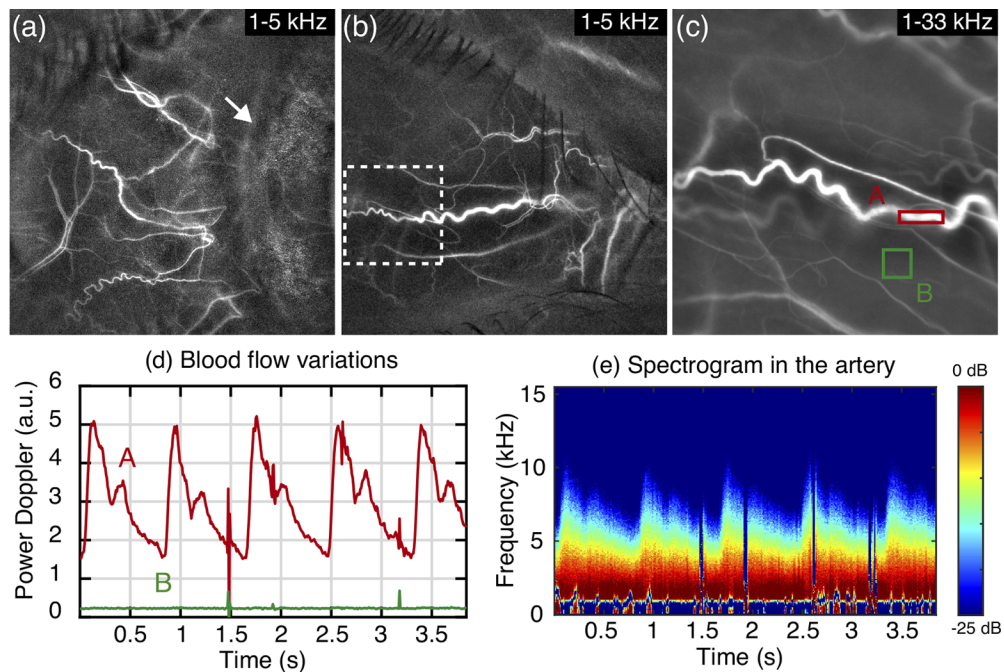 (a) 1-5 kHz
(b) 1-5 kHz
(c) 1-33 kHz
A
B
(d) Blood flow variations
Power Doppler (a.u.)
6
5
4
3
2
1
0
A
B
0.5 1 1.5 2 2.5 3 3.5
Time (s)
(e) Spectrogram in the artery
Frequency (kHz)
15
10
5
0
0.5 1 1.5 2 2.5 3 3.5
Time (s)
0 dB
-25 dB